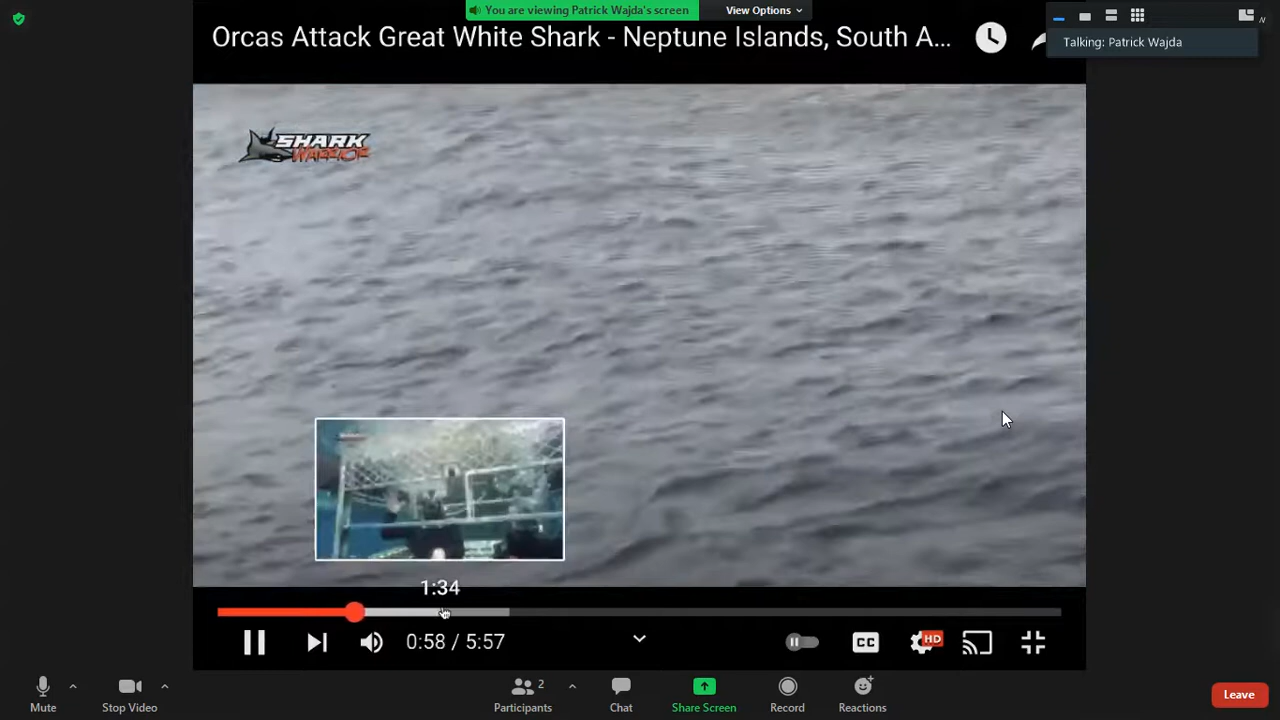 You are viewing Patrick Wajda's screen
View Options
Talking: Patrick Wajda
Orcas Attack Great White Shark - Neptune Islands, South A...
SHARK
WARRIOR
1:34
0:58 / 5:57
CC
HD
Mute
Stop Video
Participants
2
Chat
Share Screen
Record
Reactions
Leave